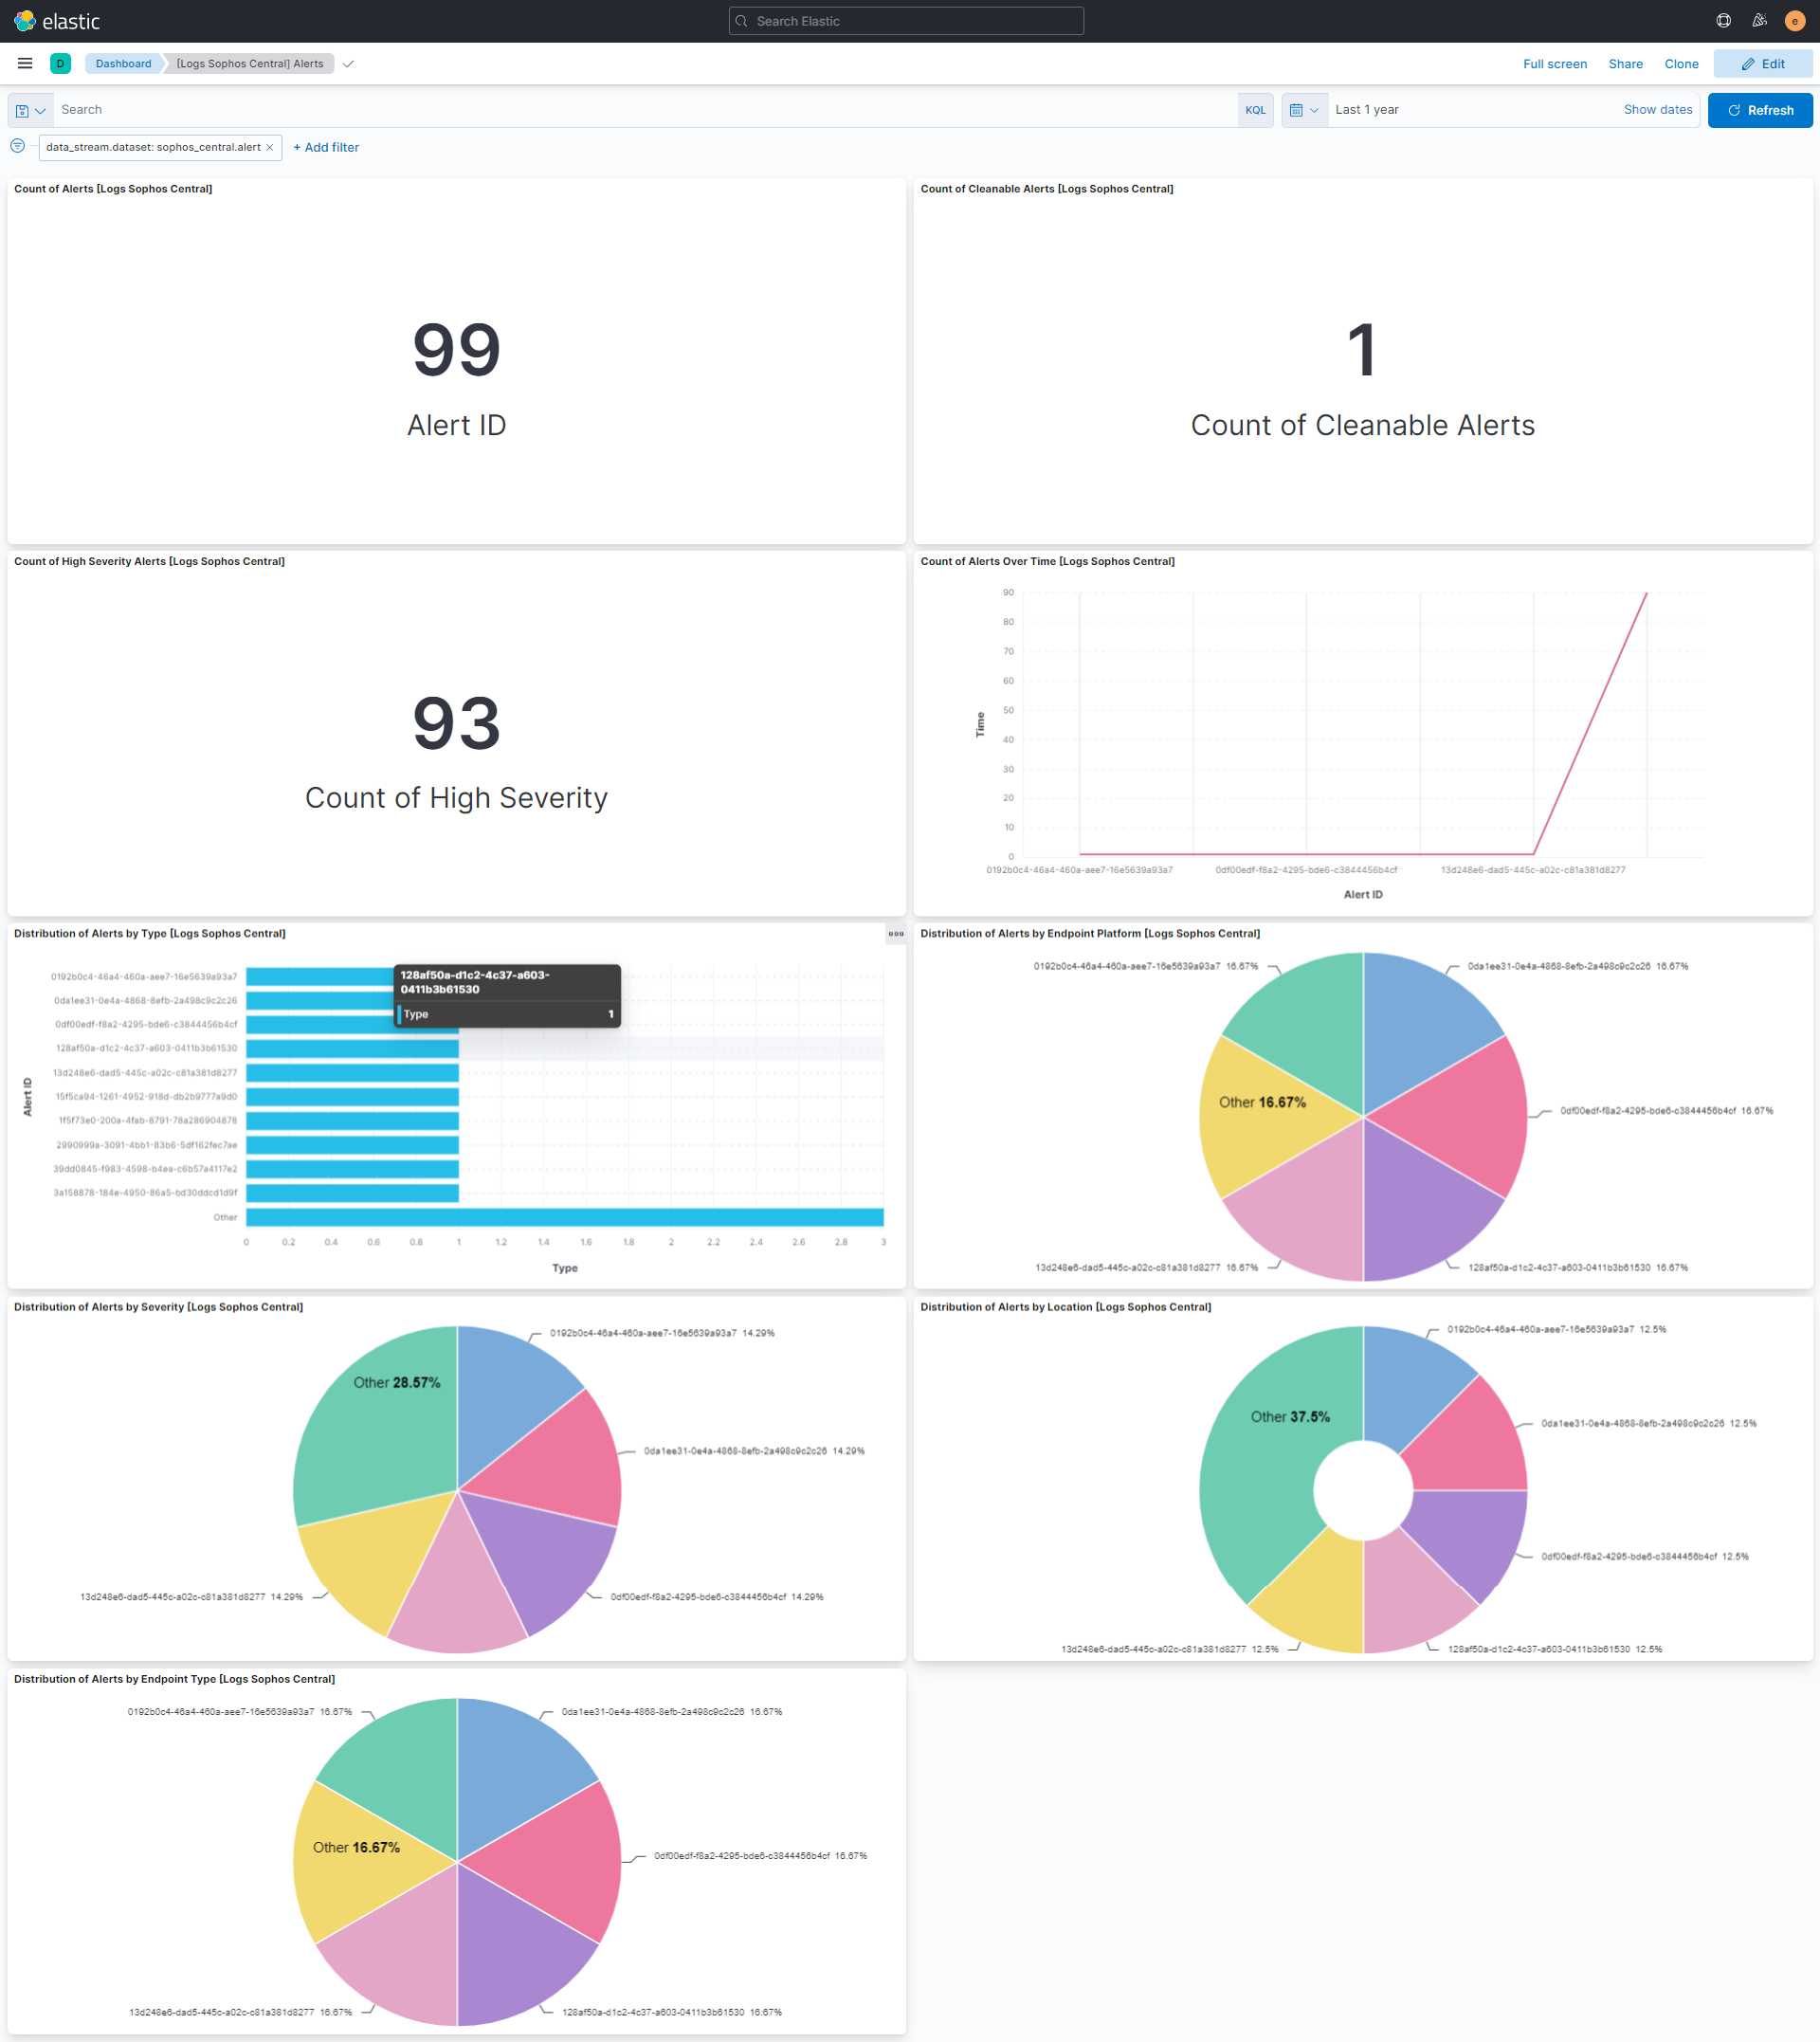 elastic
Search Elastic
e
D
Dashboard
[Logs Sophos Central] Alerts
Full screen
Share
Clone
Edit
Search
KQL
Last 1 year
Show dates
Refresh
data_stream.dataset: sophos_central.alert ×
+ Add filter
Count of Alerts [Logs Sophos Central]
99
Alert ID
Count of Cleanable Alerts [Logs Sophos Central]
1
Count of Cleanable Alerts
Count of High Severity Alerts [Logs Sophos Central]
93
Count of High Severity
Count of Alerts Over Time [Logs Sophos Central]
90
80
70
60
50
40
30
20
10
0
Time
0192b0c4-46a4-460a-aee7-16e5639a93a7
0df00edf-f8a2-4295-bde6-c3844456b4cf
13d248e6-dad5-445c-a02c-c81a381d8277
Alert ID
Distribution of Alerts by Type [Logs Sophos Central]
0192b0c4-46a4-460a-aee7-16e5639a93a7
0da1ee31-0e4a-4868-8efb-2a498c9c2c26
0df00edf-f8a2-4295-bde6-c3844456b4cf
128af50a-d1c2-4c37-a603-0411b3b61530
13d248e6-dad5-445c-a02c-c81a381d8277
15f5ca94-1261-4952-918d-db2b9777a9d0
1f5f73e0-200a-4fab-8791-78a286904878
2990999a-3091-4bb1-83b6-5df162fec7ae
39dd0845-f983-4598-b4ea-c6b57a4117e2
3a158878-184e-4950-86a5-bd30ddcd1d9f
Other
Alert ID
128af50a-d1c2-4c37-a603-
0411b3b61530
Type 1
0 0.2 0.4 0.6 0.8 1 1.2 1.4 1.6 1.8 2 2.2 2.4 2.6 2.8 3
Type
Distribution of Alerts by Endpoint Platform [Logs Sophos Central]
0192b0c4-46a4-460a-aee7-16e5639a93a7 16.67%
0da1ee31-0e4a-4868-8efb-2a498c9c2c26 16.67%
Other 16.67%
0df00edf-f8a2-4295-bde6-c3844456b4cf 16.67%
13d248e6-dad5-445c-a02c-c81a381d8277 16.67%
128af50a-d1c2-4c37-a603-0411b3b61530 16.67%
Distribution of Alerts by Severity [Logs Sophos Central]
0192b0c4-46a4-460a-aee7-16e5639a93a7 14.29%
Other 28.57%
0da1ee31-0e4a-4868-8efb-2a498c9c2c26 14.29%
13d248e6-dad5-445c-a02c-c81a381d8277 14.29%
0df00edf-f8a2-4295-bde6-c3844456b4cf 14.29%
Distribution of Alerts by Location [Logs Sophos Central]
0192b0c4-46a4-460a-aee7-16e5639a93a7 12.5%
Other 37.5%
0da1ee31-0e4a-4868-8efb-2a498c9c2c26 12.5%
0df00edf-f8a2-4295-bde6-c3844456b4cf 12.5%
13d248e6-dad5-445c-a02c-c81a381d8277 12.5%
128af50a-d1c2-4c37-a603-0411b3b61530 12.5%
Distribution of Alerts by Endpoint Type [Logs Sophos Central]
0192b0c4-46a4-460a-aee7-16e5639a93a7 16.67%
0da1ee31-0e4a-4868-8efb-2a498c9c2c26 16.67%
Other 16.67%
0df00edf-f8a2-4295-bde6-c3844456b4cf 16.67%
13d248e6-dad5-445c-a02c-c81a381d8277 16.67%
128af50a-d1c2-4c37-a603-0411b3b61530 16.67%